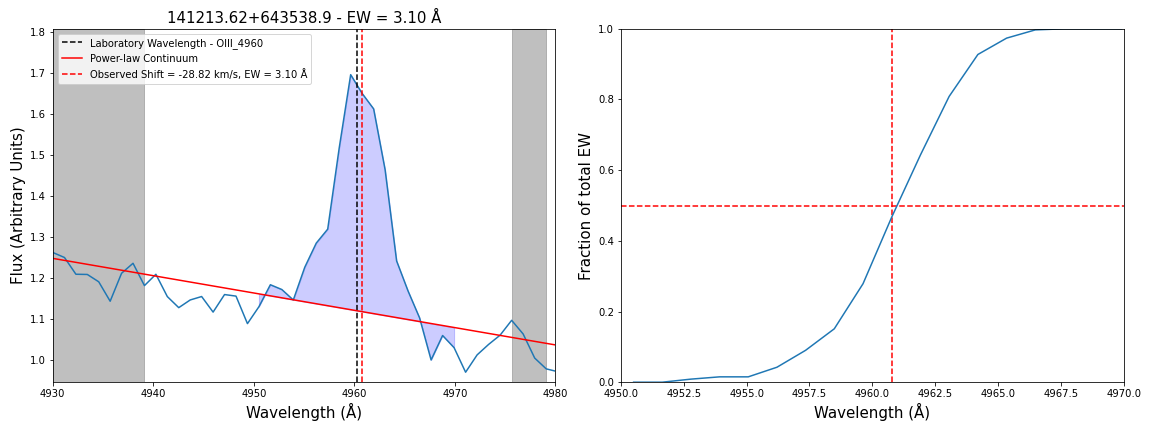 141213.62+643538.9 - EW = 3.10 Å
Flux (Arbitrary Units)
1.8
1.7
1.6
1.5
1.4
1.3
1.2
1.1
1.0
Laboratory Wavelength - OIII_4960
Power-law Continuum
Observed Shift = -28.82 km/s, EW = 3.10 Å
4930 4940 4950 4960 4970 4980
Wavelength (Å)
Fraction of total EW
1.0
0.8
0.6
0.4
0.2
0.0
4950.0 4952.5 4955.0 4957.5 4960.0 4962.5 4965.0 4967.5 4970.0
Wavelength (Å)